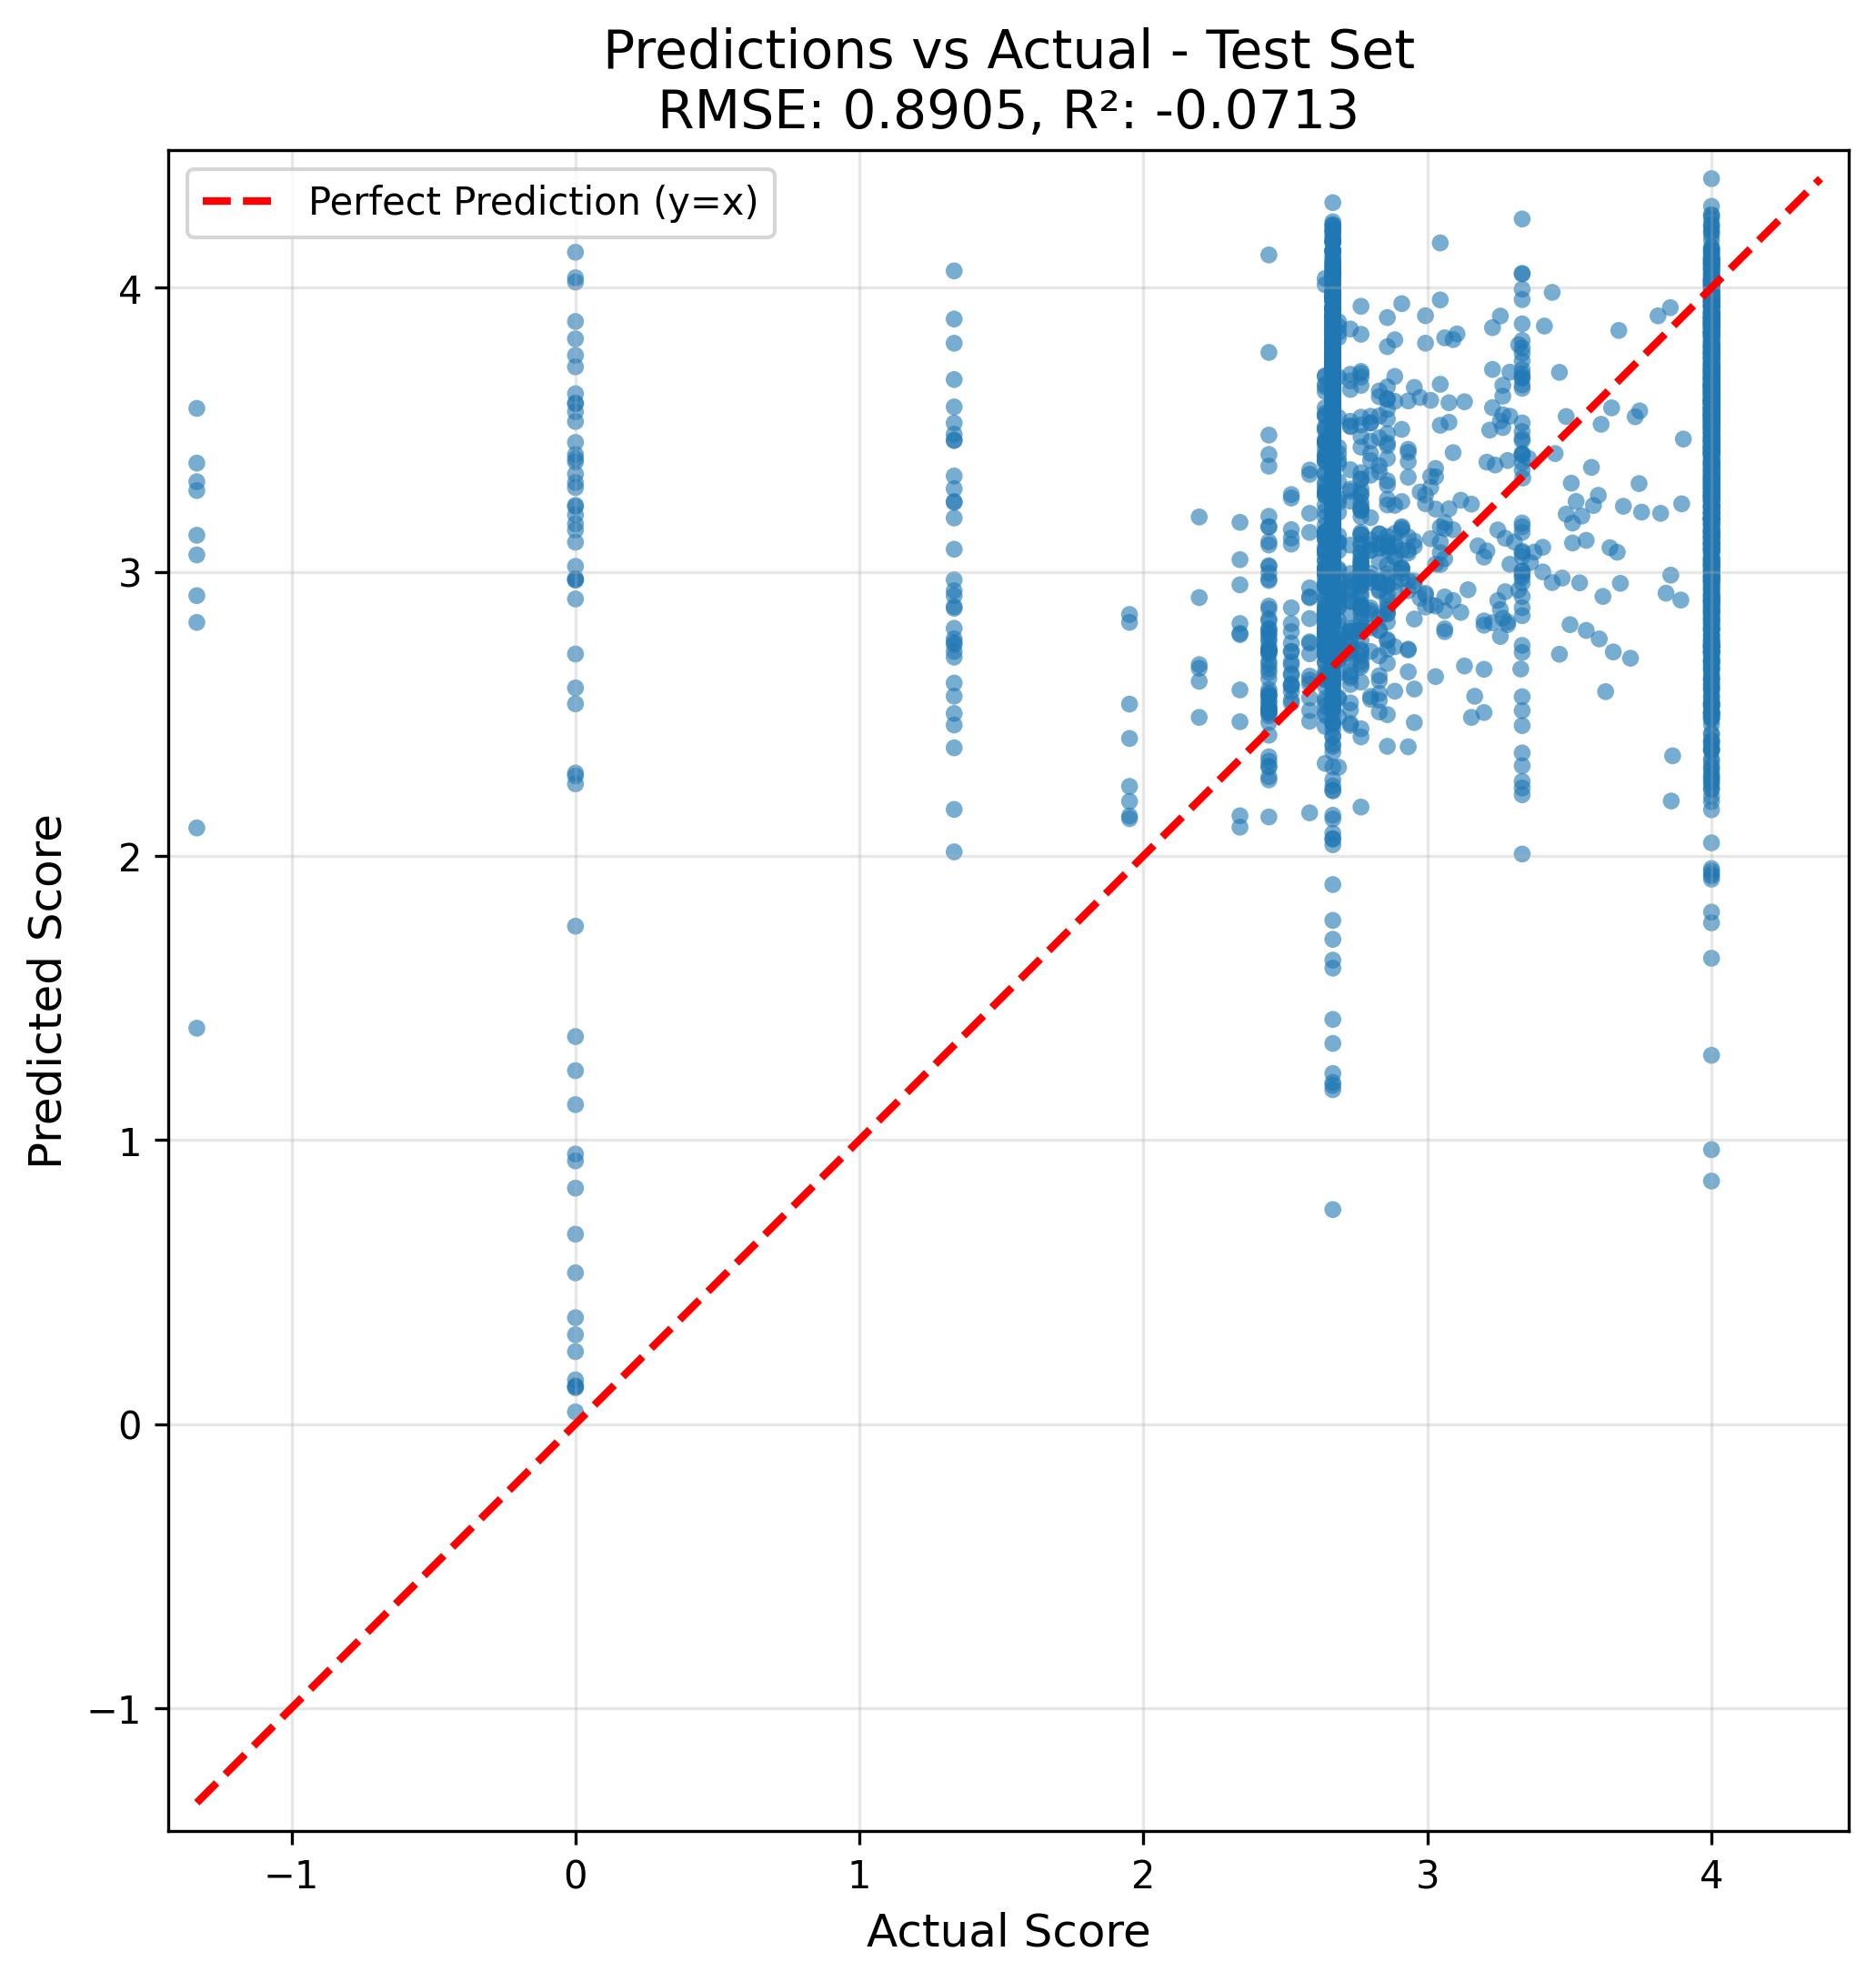 Predictions vs Actual - Test Set
RMSE: 0.8905, R²: -0.0713
Perfect Prediction (y=x)
4
3
2
1
0
−1
Predicted Score
−1
0
1
2
3
4
Actual Score